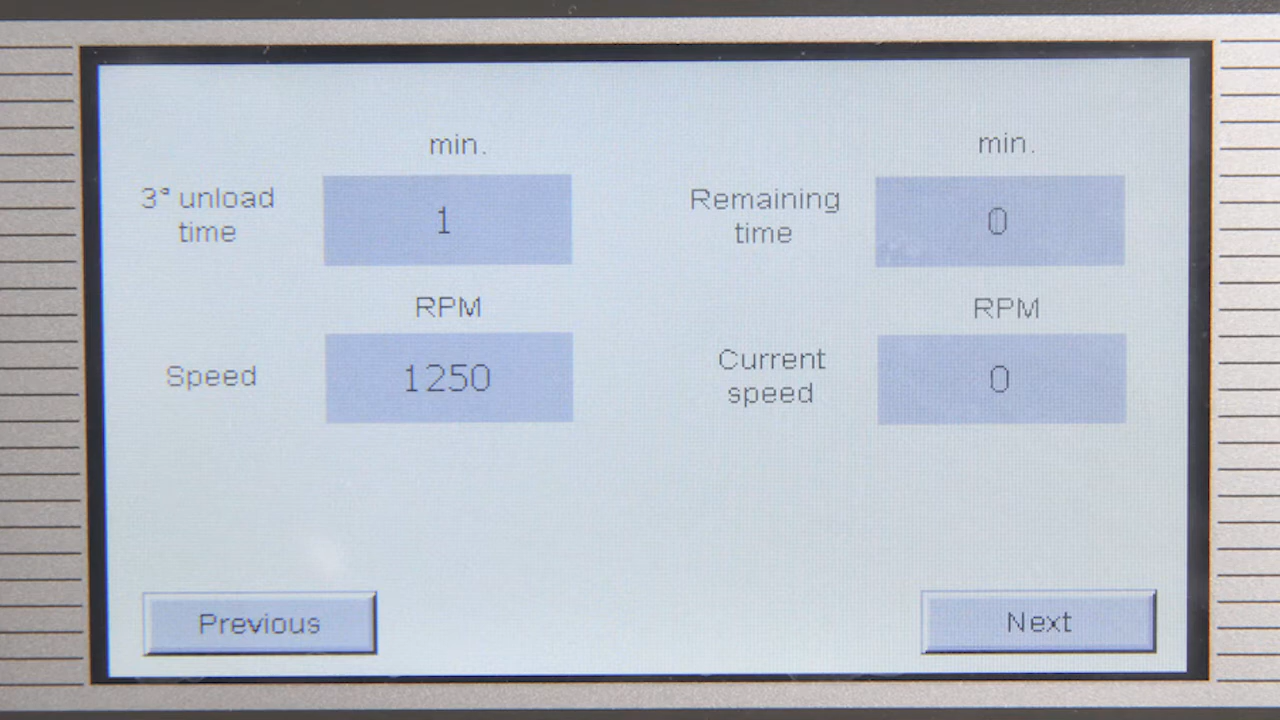 min.
3° unload
time
1
RPM
Speed
1250
min.
Remaining
time
0
RPM
Current
speed
0
Previous
Next